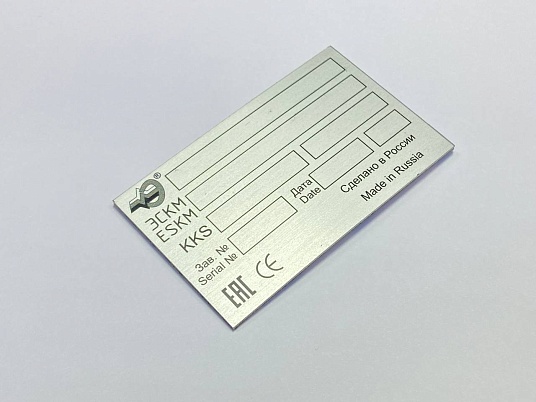 ®
ЭСКМ
ESKM
KKS
Зав. №
Serial №
Дата
Date
EAC CE
Сделано в России
Made in Russia